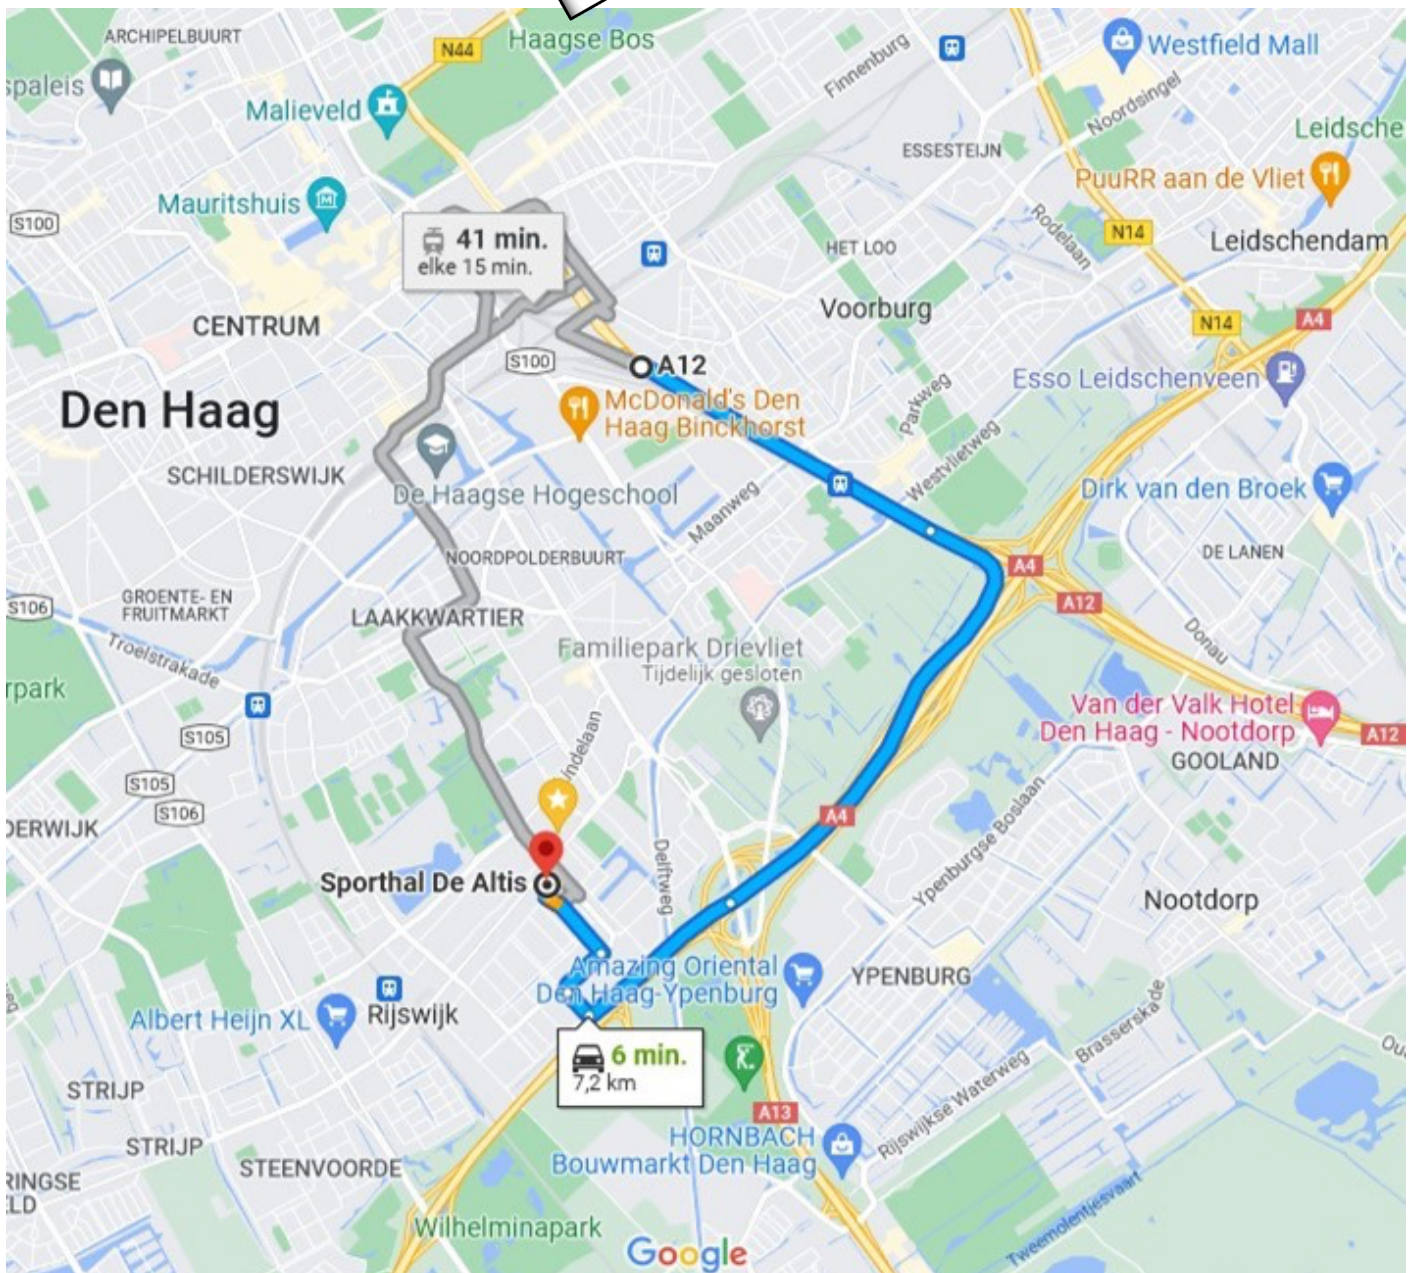 ARCHIPELBUURT
N44
Haagse Bos
Westfield Mall
spaleis
Malieveld
Finnenburg
Noordsingel
Leidsche
ESSESTEIJN
PuuRR aan de Vliet
Mauritshuis
S100
41 min.
elke 15 min.
N14
Rodelaan
Leidschendam
HET LOO
Voorburg
CENTRUM
N14
A4
S100
A12
Esso Leidschenveen
Den Haag
McDonald's Den
Haag Binckhorst
Parkweg
Westvlietweg
SCHILDERSWIJK
De Haagse Hogeschool
Maanweg
Dirk van den Broek
NOORDPOLDERBUURT
DE LANEN
A4
GROENTE- EN
FRUITMARKT
S106
LAAKKWARTIER
A12
Donau
Troelstrakade
Familiepark Drievliet
Tijdelijk gesloten
rpark
S105
Van der Valk Hotel
Den Haag - Nootdorp
A12
GOOLAND
S105
S106
DERWIJK
A4
Ypenburgse Boslaan
Delftweg
Sporthal De Altis
Nootdorp
Amazing Oriental
Den Haag-Ypenburg
YPENBURG
Albert Heijn XL
Rijswijk
Brasserskade
6 min.
7,2 km
STRIJP
A13
Rijswijkse Waterweg
HORNBACH
Bouwmarkt Den Haag
STRIJP
STEENVOORDE
RINGSE
ELD
Tweemolentjesvaart
Wilhelminapark
Google